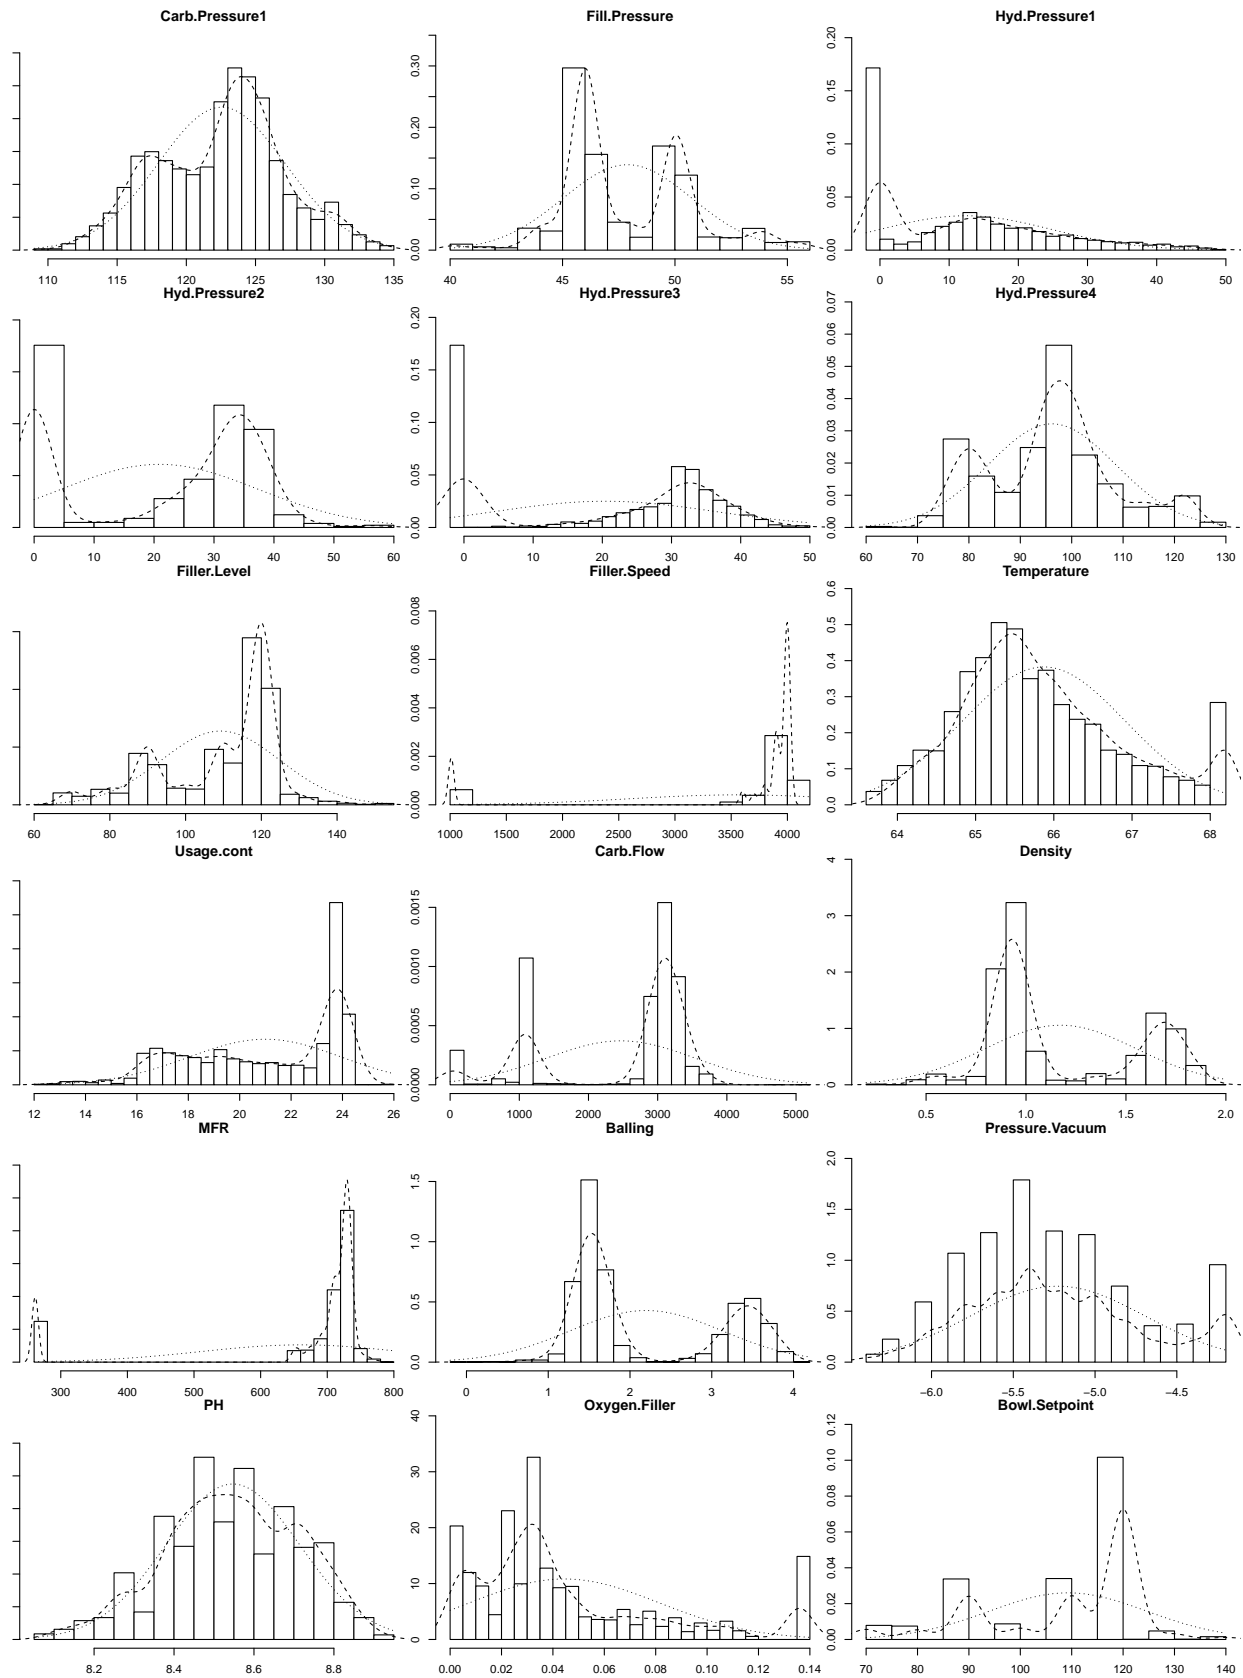 Carb.Pressure1 Fill.Pressure Hyd.Pressure1
0.00 0.10 0.20 0.30
0.00 0.05 0.10 0.15 0.20
110 115 120 125 130 135
40 45 50 55
0 10 20 30 40 50
Hyd.Pressure2 Hyd.Pressure3 Hyd.Pressure4
0.00 0.05 0.10 0.15 0.20
0.00 0.01 0.02 0.03 0.04 0.05 0.06 0.07
0 10 20 30 40 50 60
0 10 20 30 40 50
60 70 80 90 100 110 120 130
Filler.Level Filler.Speed Temperature
0.000 0.002 0.004 0.006 0.008
0.0 0.1 0.2 0.3 0.4 0.5 0.6
60 80 100 120 140
1000 1500 2000 2500 3000 3500 4000
64 65 66 67 68
Usage.cont Carb.Flow Density
0.0000 0.0005 0.0010 0.0015
0 1 2 3 4
12 14 16 18 20 22 24 26
0 1000 2000 3000 4000 5000
0.5 1.0 1.5 2.0
MFR Balling Pressure.Vacuum
0.0 0.5 1.0 1.5
0.0 0.5 1.0 1.5 2.0
300 400 500 600 700 800
0 1 2 3 4
−6.0 −5.5 −5.0 −4.5
PH Oxygen.Filler Bowl.Setpoint
0 10 20 30 40
0.00 0.02 0.04 0.06 0.08 0.10 0.12
8.2 8.4 8.6 8.8
0.00 0.02 0.04 0.06 0.08 0.10 0.12 0.14
70 80 90 100 110 120 130 140